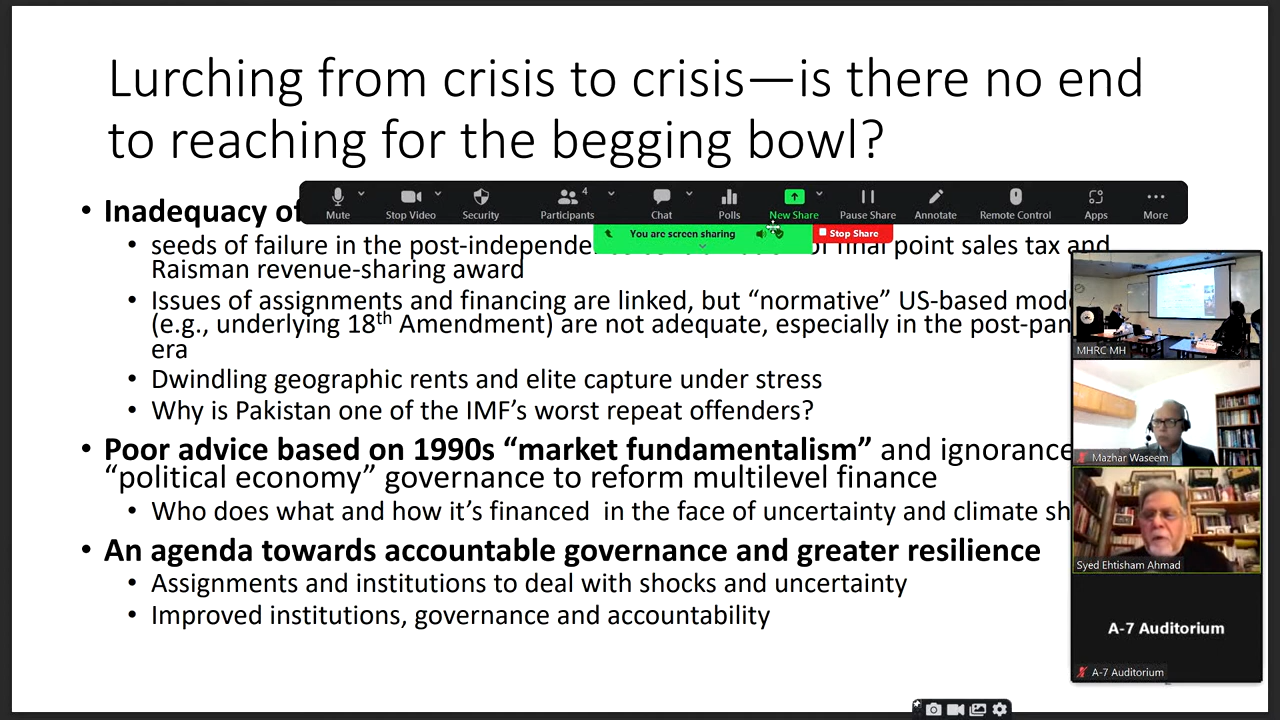 Lurching from crisis to crisis—is there no end
to reaching for the begging bowl?
• Inadequacy of
Mute
Stop Video
Security
Participants
4
Chat
Polls
New Share
Pause Share
Annotate
Remote Control
Apps
More
You are screen sharing
Stop Share
• seeds of failure in the post-independe final point sales tax and
Raisman revenue-sharing award
• Issues of assignments and financing are linked, but “normative” US-based mod
(e.g., underlying 18th Amendment) are not adequate, especially in the post-pan
era
• Dwindling geographic rents and elite capture under stress
• Why is Pakistan one of the IMF’s worst repeat offenders?
• Poor advice based on 1990s “market fundamentalism” and ignorance
“political economy” governance to reform multilevel finance
• Who does what and how it’s financed in the face of uncertainty and climate sh
• An agenda towards accountable governance and greater resilience
• Assignments and institutions to deal with shocks and uncertainty
• Improved institutions, governance and accountability
MHRC MH
Mazhar Waseem
Syed Ehtisham Ahmad
A-7 Auditorium
A-7 Auditorium